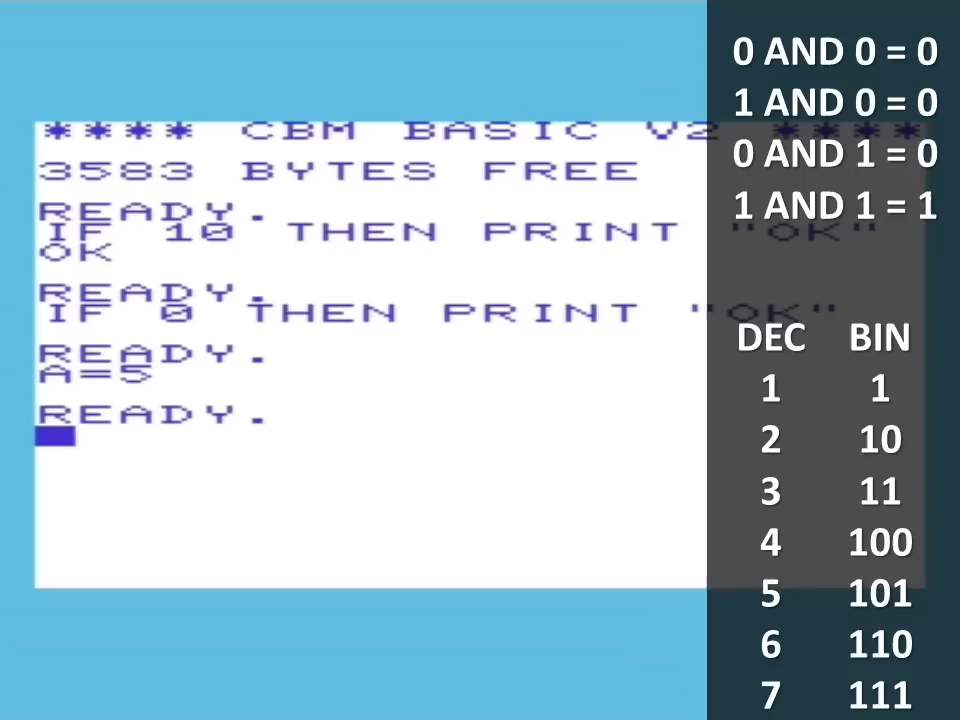 **** CBM BASIC V2 ****
3583 BYTES FREE
READY.
IF 10 THEN PRINT "OK"
OK
READY.
IF 0 THEN PRINT "OK"
READY.
A=5
READY.
0 AND 0 = 0
1 AND 0 = 0
0 AND 1 = 0
1 AND 1 = 1
DEC BIN
1 1
2 10
3 11
4 100
5 101
6 110
7 111